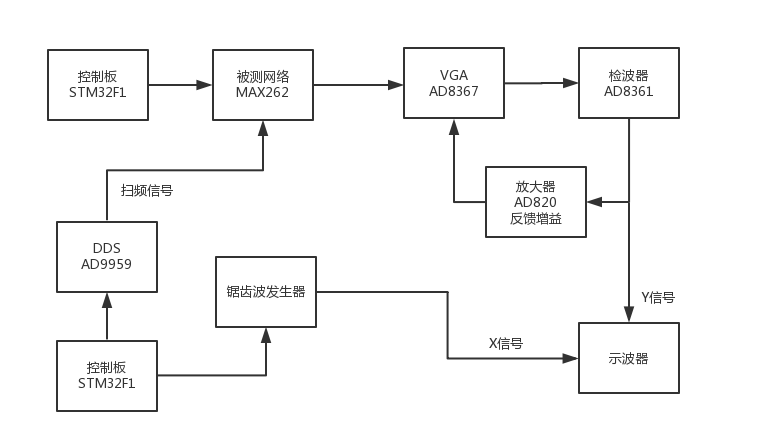 控制板
STM32F1
被测网络
MAX262
VGA
AD8367
检波器
AD8361
放大器
AD820
反馈增益
扫频信号
DDS
AD9959
锯齿波发生器
Y信号
X信号
示波器
控制板
STM32F1